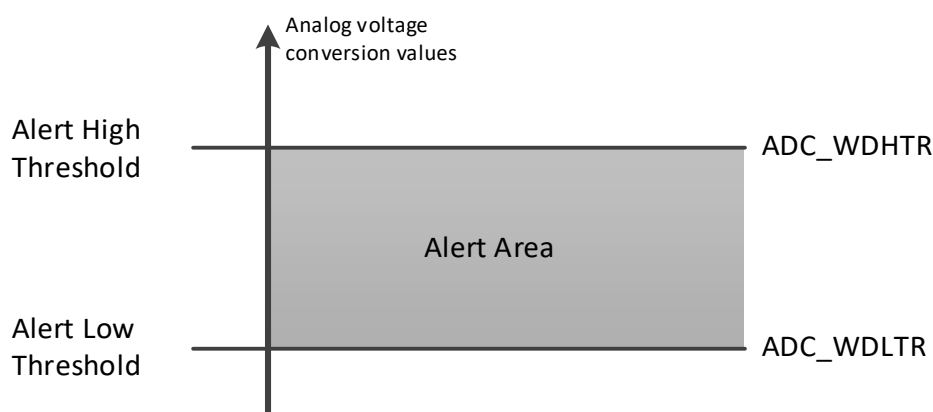 Analog voltage
conversion values
Alert High
Threshold
ADC_WDHTR
Alert Area
Alert Low
Threshold
ADC_WDLTR